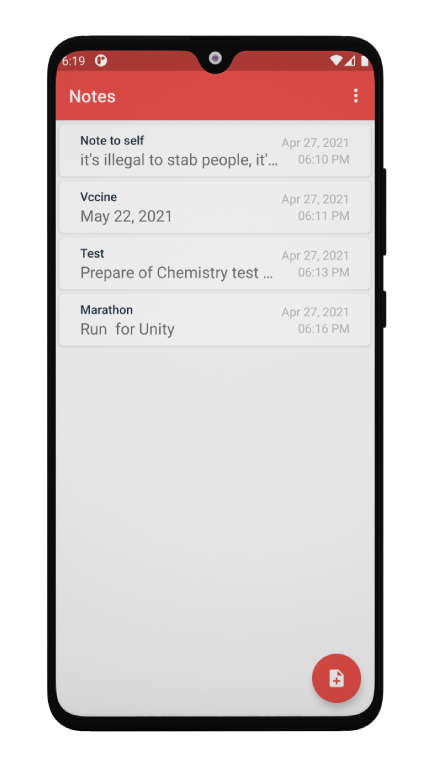 6:19
Notes
Note to self
Apr 27, 2021
it's illegal to stab people, it'...
06:10 PM
Vccine
Apr 27, 2021
May 22, 2021
06:11 PM
Test
Apr 27, 2021
Prepare of Chemistry test ...
06:13 PM
Marathon
Apr 27, 2021
Run  for Unity
06:16 PM